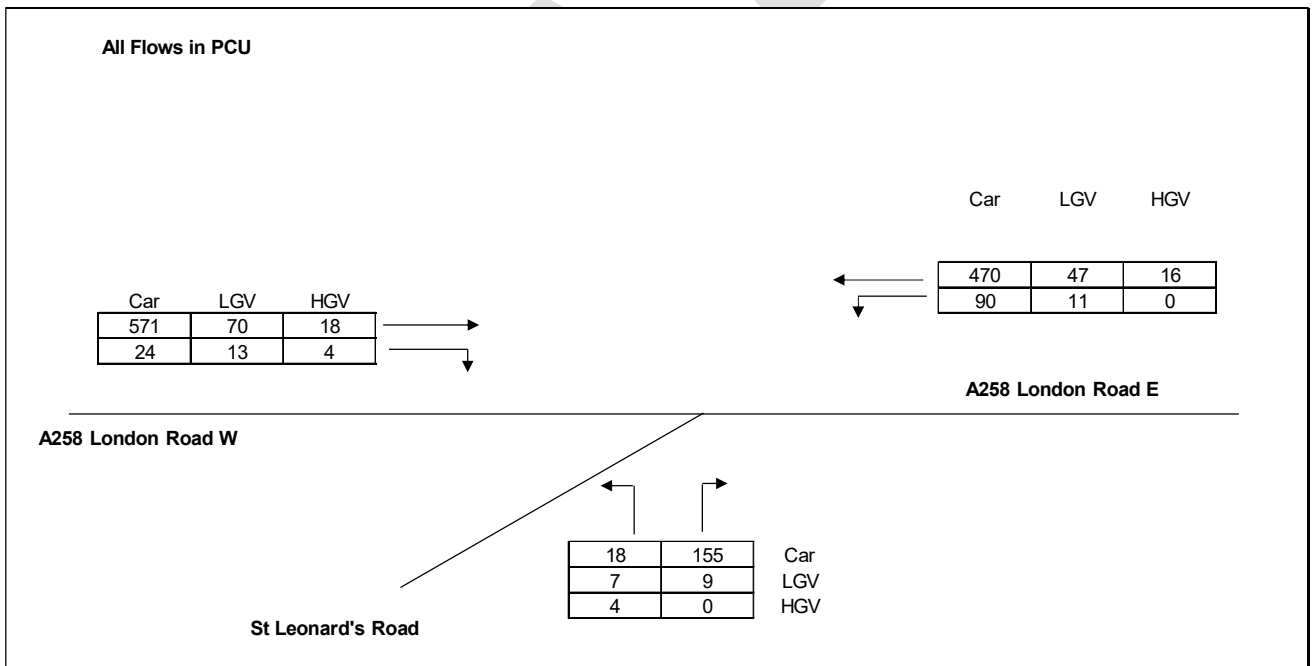 All Flows in PCU
Car LGV HGV
470 47 16
90 11 0
Car LGV HGV
571 70 18
24 13 4
A258 London Road E
A258 London Road W
18 155 Car
7 9 LGV
4 0 HGV
St Leonard's Road